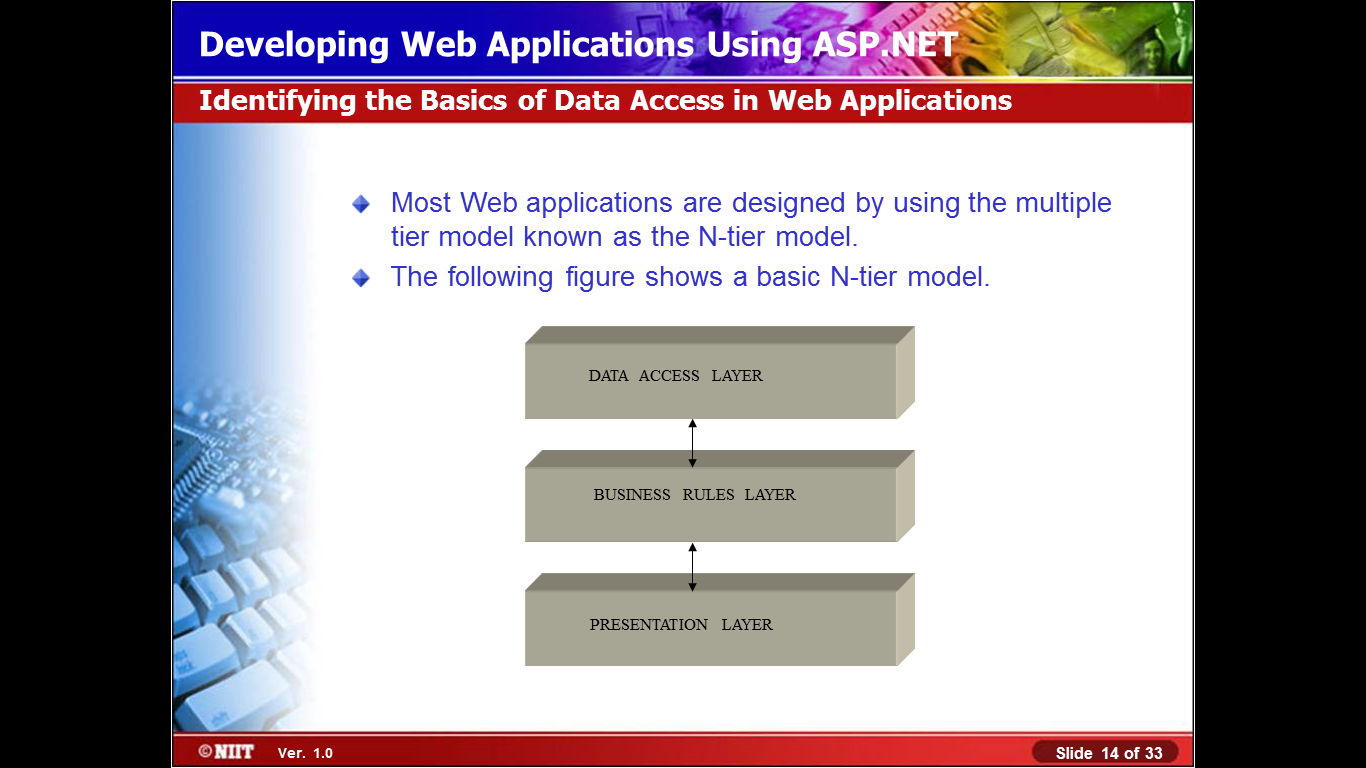 Developing Web Applications Using ASP.NET
Identifying the Basics of Data Access in Web Applications
Most Web applications are designed by using the multiple
tier model known as the N-tier model.
The following figure shows a basic N-tier model.
DATA ACCESS LAYER
BUSINESS RULES LAYER
PRESENTATION LAYER
© NIIT Ver. 1.0 Slide 14 of 33